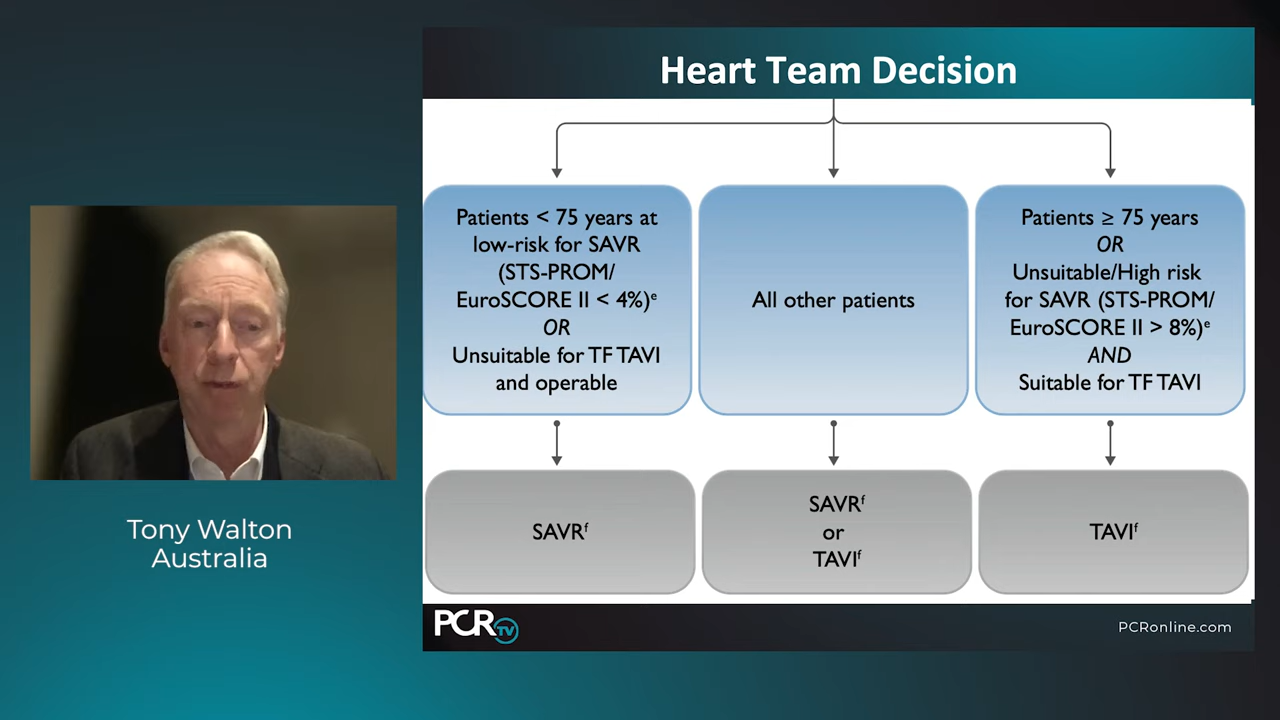 Heart Team Decision
Patients < 75 years at
low-risk for SAVR
(STS-PROM/
EuroSCORE II < 4%)ᵉ
OR
Unsuitable for TF TAVI
and operable
All other patients
Patients ≥ 75 years
OR
Unsuitable/High risk
for SAVR (STS-PROM/
EuroSCORE II > 8%)ᵉ
AND
Suitable for TF TAVI
SAVRᶠ
SAVRᶠ
or
TAVIᶠ
TAVIᶠ
Tony Walton
Australia
PCR TV
PCRonline.com